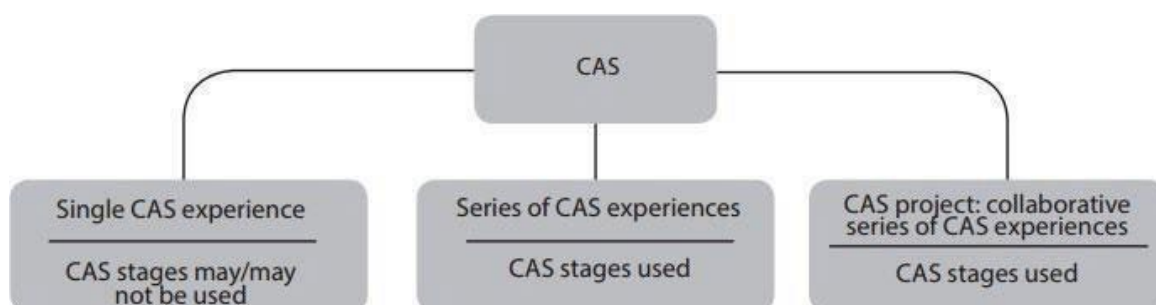 CAS
Single CAS experience
CAS stages may/may
not be used
Series of CAS experiences
CAS stages used
CAS project: collaborative
series of CAS experiences
CAS stages used